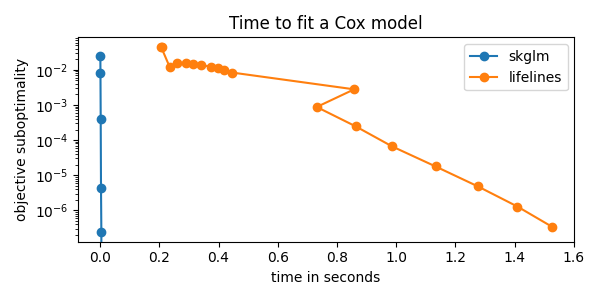 Time to fit a Cox model
skglm
lifelines
objective suboptimality
10⁻²
10⁻³
10⁻⁴
10⁻⁵
10⁻⁶
0.0 0.2 0.4 0.6 0.8 1.0 1.2 1.4 1.6
time in seconds